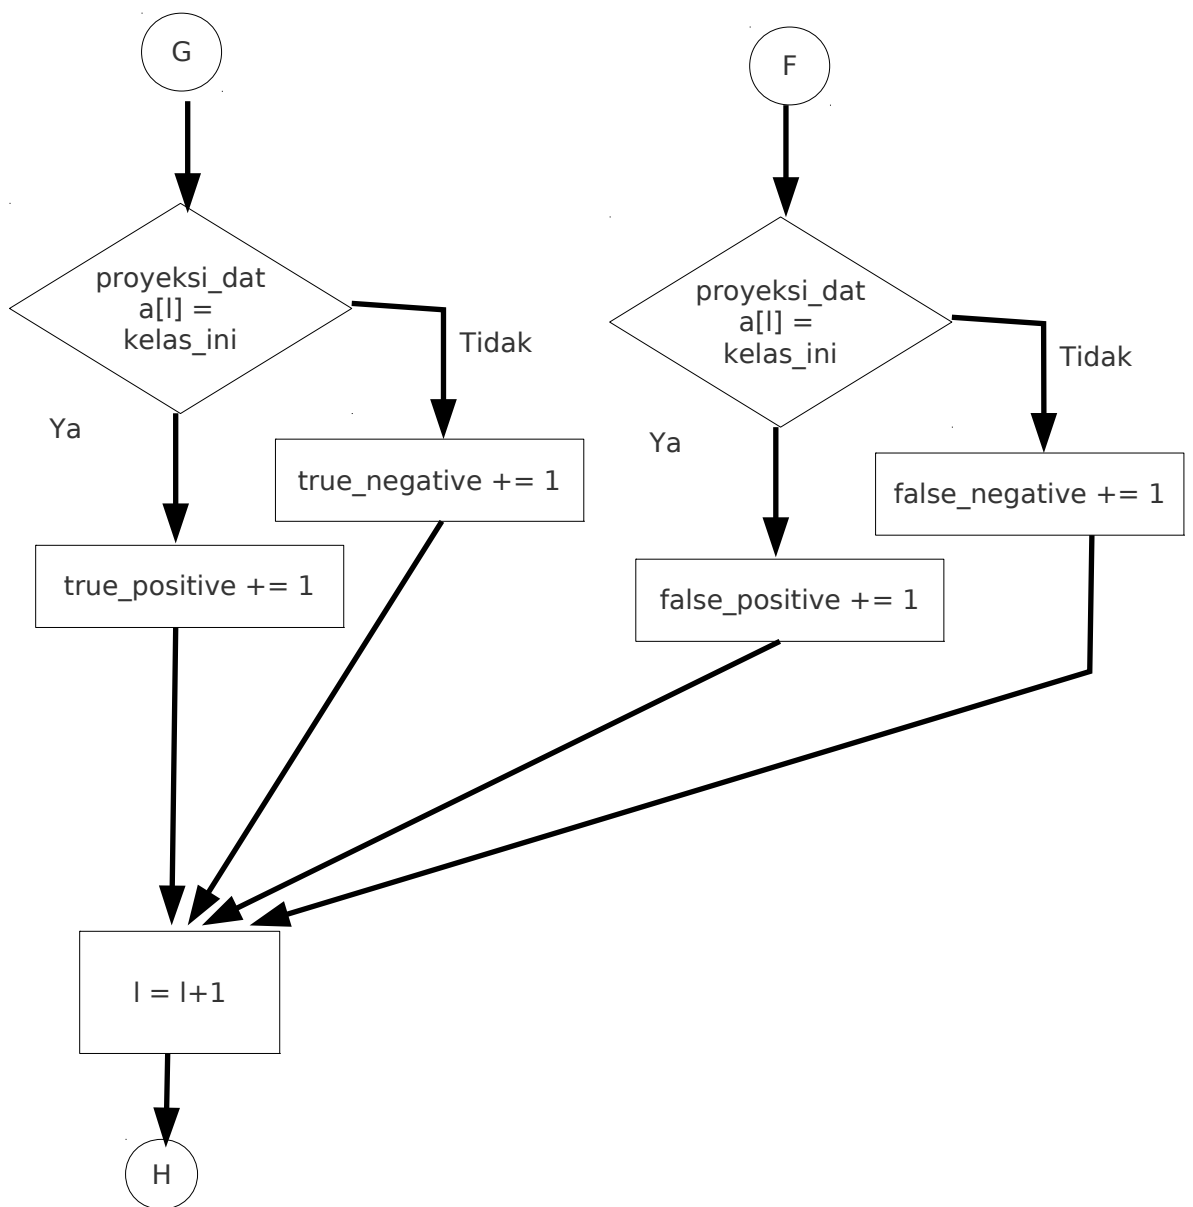 G
proyeksi_dat
a[l] =
kelas_ini
Tidak
Ya
true_negative += 1
true_positive += 1
F
proyeksi_dat
a[l] =
kelas_ini
Tidak
Ya
false_negative += 1
false_positive += 1
l = l+1
H